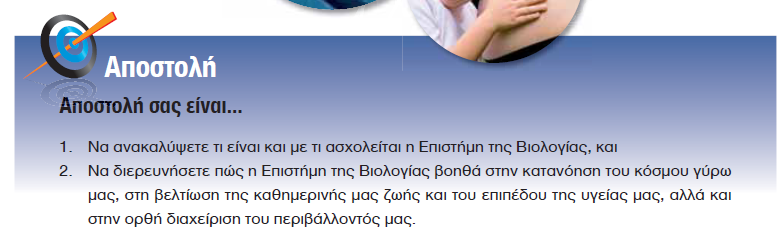 Αποστολή
Αποστολή σας είναι...
1. Να ανακαλύψετε τι είναι και με τι ασχολείται η Επιστήμη της Βιολογίας, και
2. Να διερευνήσετε πώς η Επιστήμη της Βιολογίας βοηθά στην κατανόηση του κόσμου γύρω
μας, στη βελτίωση της καθημερινής μας ζωής και του επιπέδου της υγείας μας, αλλά και
στην ορθή διαχείριση του περιβάλλοντός μας.